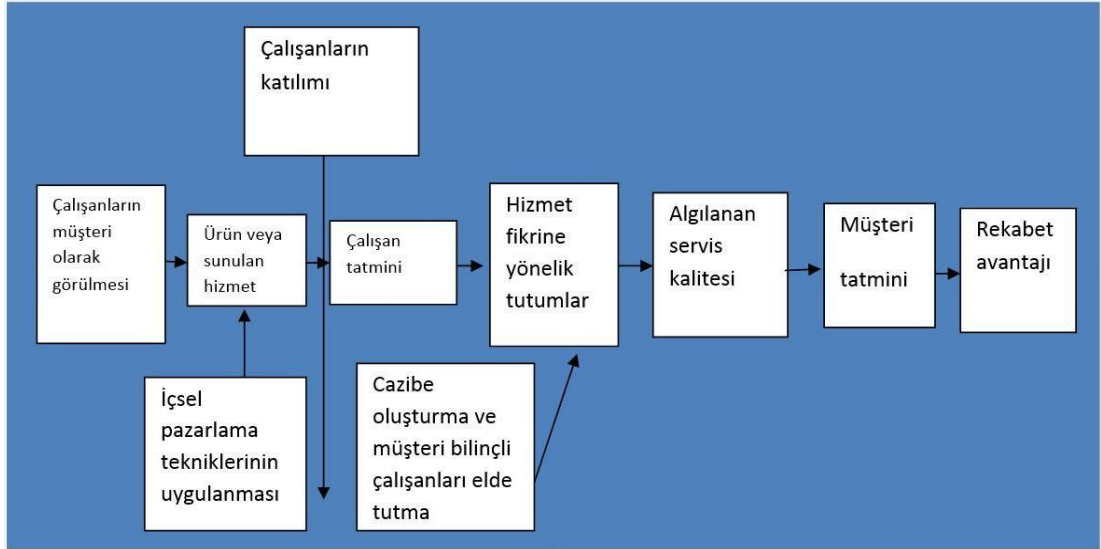 Çalışanların
katılımı
Çalışanların
müşteri
olarak
görülmesi
Ürün veya
sunulan
hizmet
Çalışan
tatmini
Hizmet
fikrine
yönelik
tutumlar
Algılanan
servis
kalitesi
Müşteri
tatmini
Rekabet
avantajı
İçsel
pazarlama
tekniklerinin
uygulanması
Cazibe
oluşturma ve
müşteri bilinçli
çalışanları elde
tutma